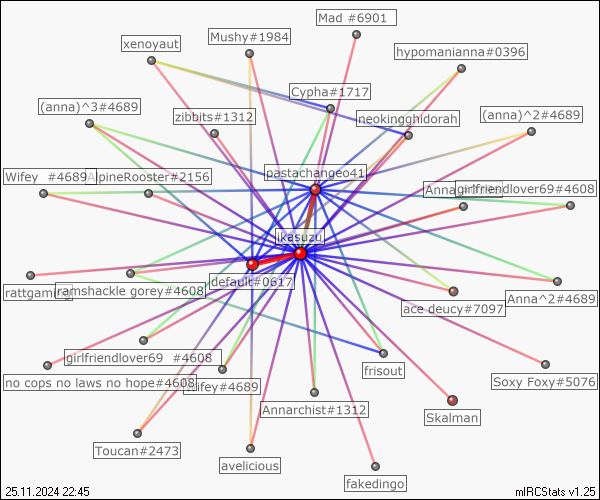 Mad #6901
xenoyaut
Mushy#1984
hypomanianna#0396
Cypha#1717
(anna)^3#4689
zibbits#1312
neokingghidorah
(anna)^2#4689
pastachangeo41
Wifey #4689
AlpineRooster#2156
girlfriendlover69#4608
ikasuzu
rattgaming
ramshackle gorey#4608
default#0617
ace deucy#7097
Anna^2#4689
girlfriendlover69 #4608
frisout
no cops no laws no hope#4608
Wifey#4689
Soxy Foxy#5076
Annarchist#1312
Skalman
Toucan#2473
avelicious
fakedingo
25.11.2024 22:45
mIRCStats v1.25